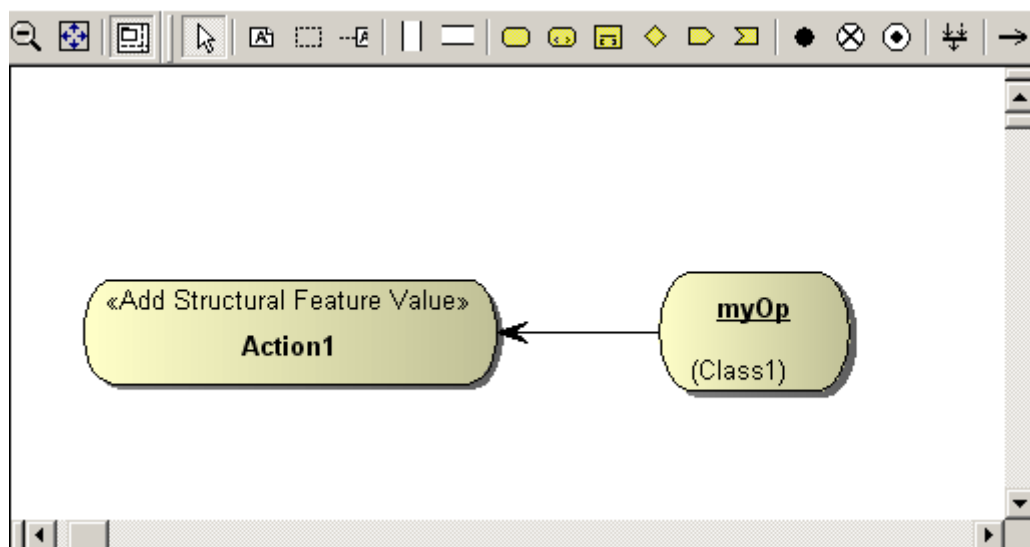 «Add Structural Feature Value»
Action1
myOp
(Class1)